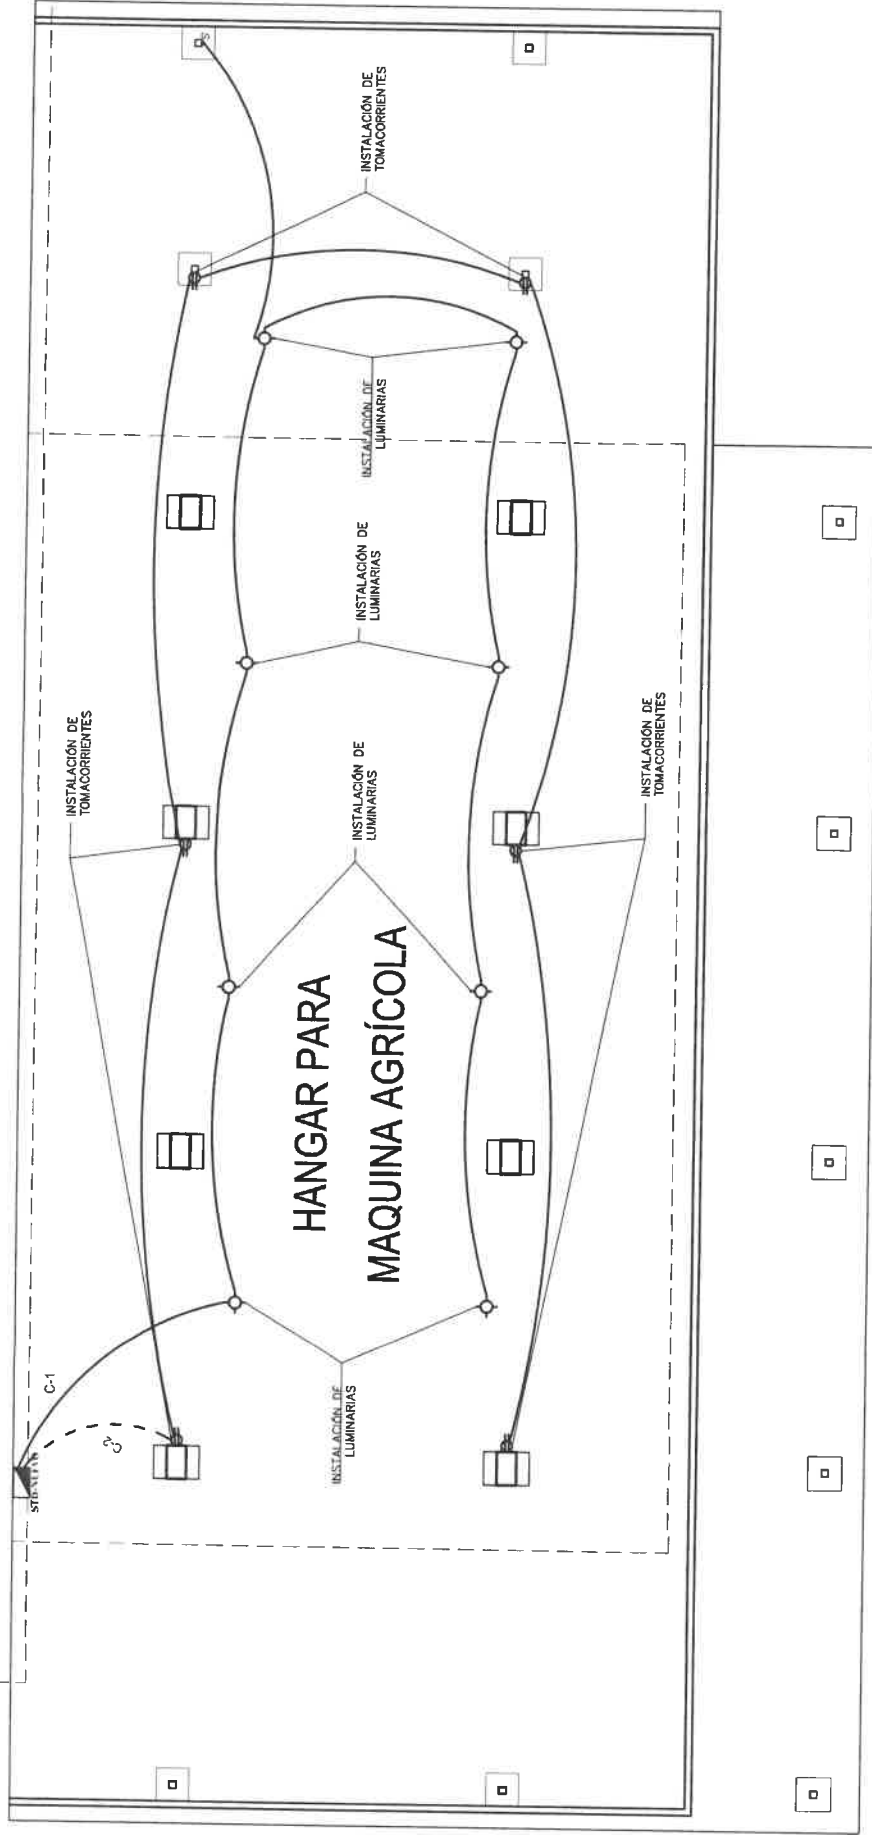 INSTALACIÓN DE
TOMACORRIENTES
INSTALACIÓN DE
LUMINARIAS
INSTALACIÓN DE
LUMINARIAS
INSTALACIÓN DE
TOMACORRIENTES
INSTALACIÓN DE
LUMINARIAS
INSTALACIÓN DE
TOMACORRIENTES
HANGAR PARA
MAQUINA AGRÍCOLA
INSTALACIÓN DE
LUMINARIAS
C-1
C-2
S